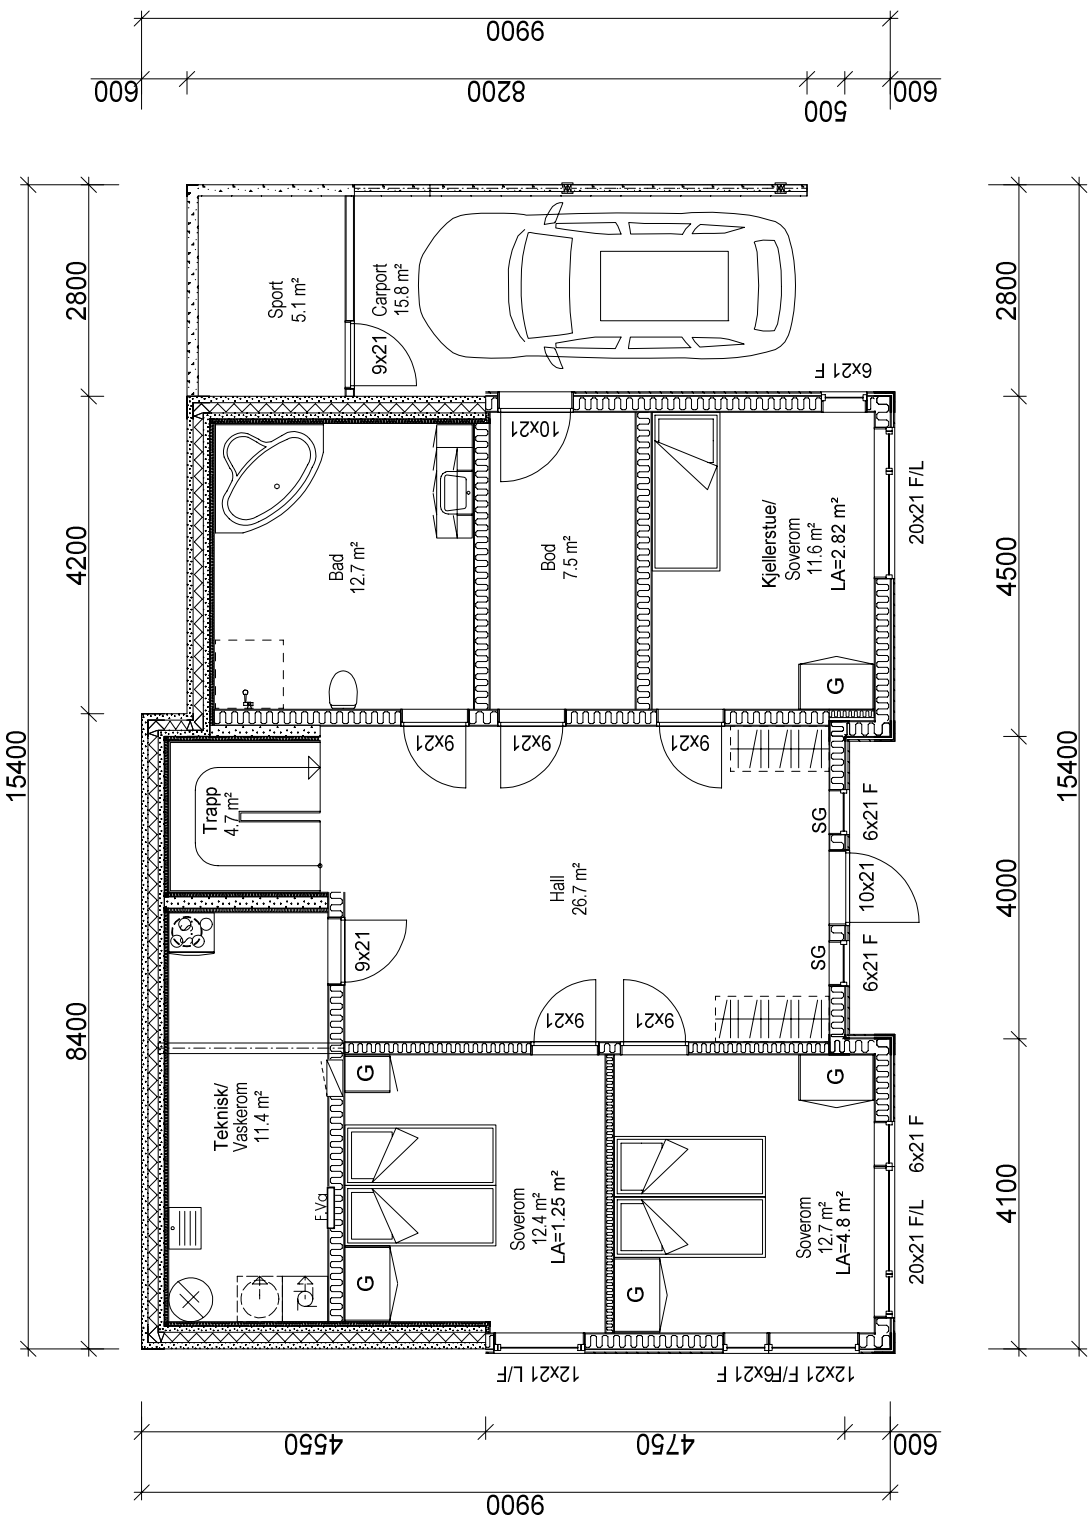 9900
600
8200
500
600
15400
2800
4200
8400
Sport
5.1 m²
Carport
15.8 m²
9x21
6x21 F
10x21
Bad
12.7 m²
Bod
7.5 m²
Kjellerstue/
Soverom
11.6 m²
LA=2.82 m²
20x21 F/L
G
9x21
9x21
9x21
Trapp
4.7 m²
Hall
26.7 m²
SG
6x21 F
10x21
SG
6x21 F
9x21
9x21
9x21
Teknisk/
Vaskerom
11.4 m²
F.Vg
G
Soverom
12.4 m²
LA=1.25 m²
G
G
Soverom
12.7 m²
LA=4.8 m²
G
6x21 F
20x21 F/L
12x21 L/F
6x21 F
12x21 F/F
2800
4500
4000
4100
15400
4550
4750
600
9900